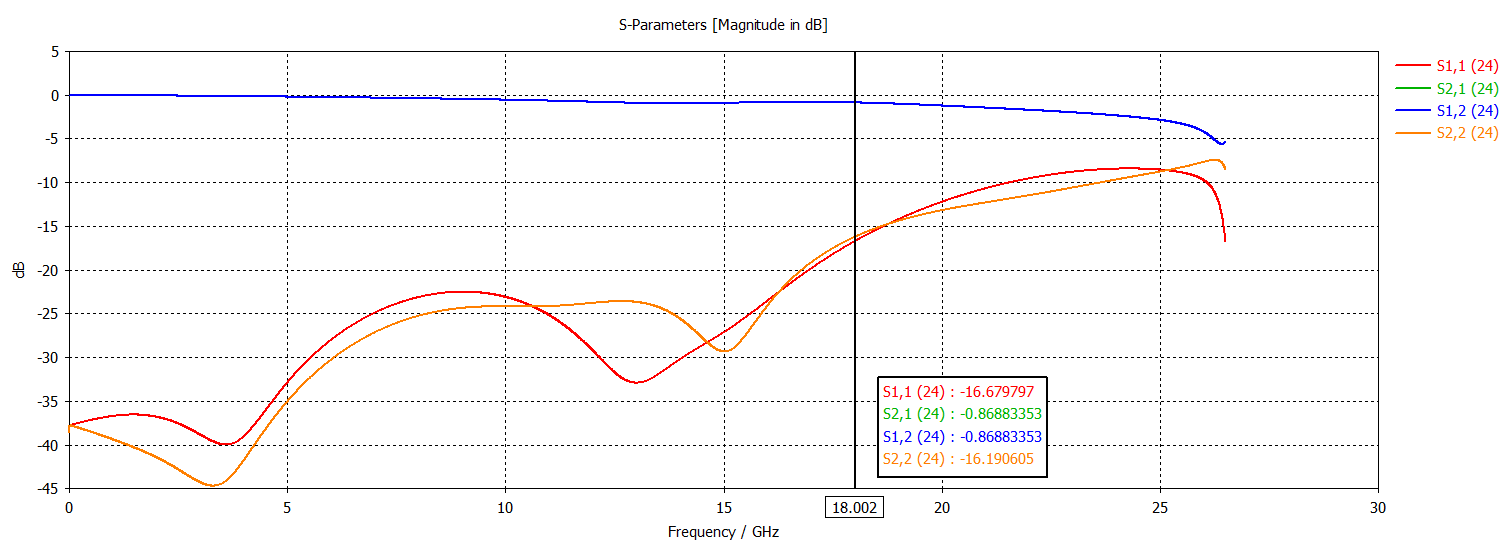 S-Parameters [Magnitude in dB]
5
0
-5
-10
-15
-20
-25
-30
-35
-40
-45
dB
S1,1 (24)
S2,1 (24)
S1,2 (24)
S2,2 (24)
S1,1 (24) : -16.679797
S2,1 (24) : -0.86883353
S1,2 (24) : -0.86883353
S2,2 (24) : -16.190605
0 5 10 15 18.002 20 25 30
Frequency / GHz